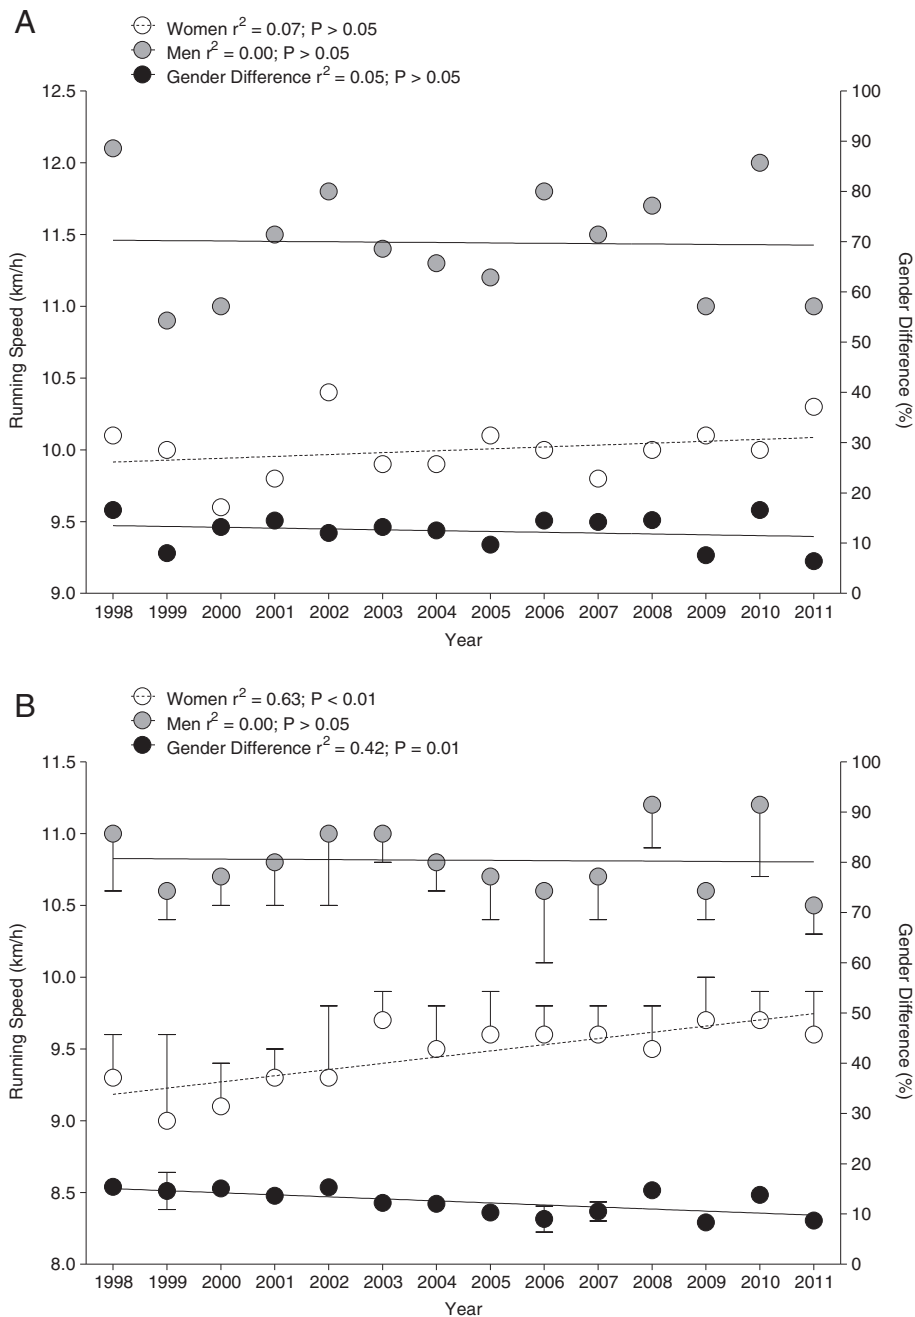 A
Women r² = 0.07; P > 0.05
Men r² = 0.00; P > 0.05
Gender Difference r² = 0.05; P > 0.05
12.5
12.0
11.5
11.0
10.5
10.0
9.5
9.0
Running Speed (km/h)
100
90
80
70
60
50
40
30
20
10
0
Gender Difference (%)
1998 1999 2000 2001 2002 2003 2004 2005 2006 2007 2008 2009 2010 2011
Year
B
Women r² = 0.63; P < 0.01
Men r² = 0.00; P > 0.05
Gender Difference r² = 0.42; P = 0.01
11.5
11.0
10.5
10.0
9.5
9.0
8.5
8.0
Running Speed (km/h)
100
90
80
70
60
50
40
30
20
10
0
Gender Difference (%)
1998 1999 2000 2001 2002 2003 2004 2005 2006 2007 2008 2009 2010 2011
Year